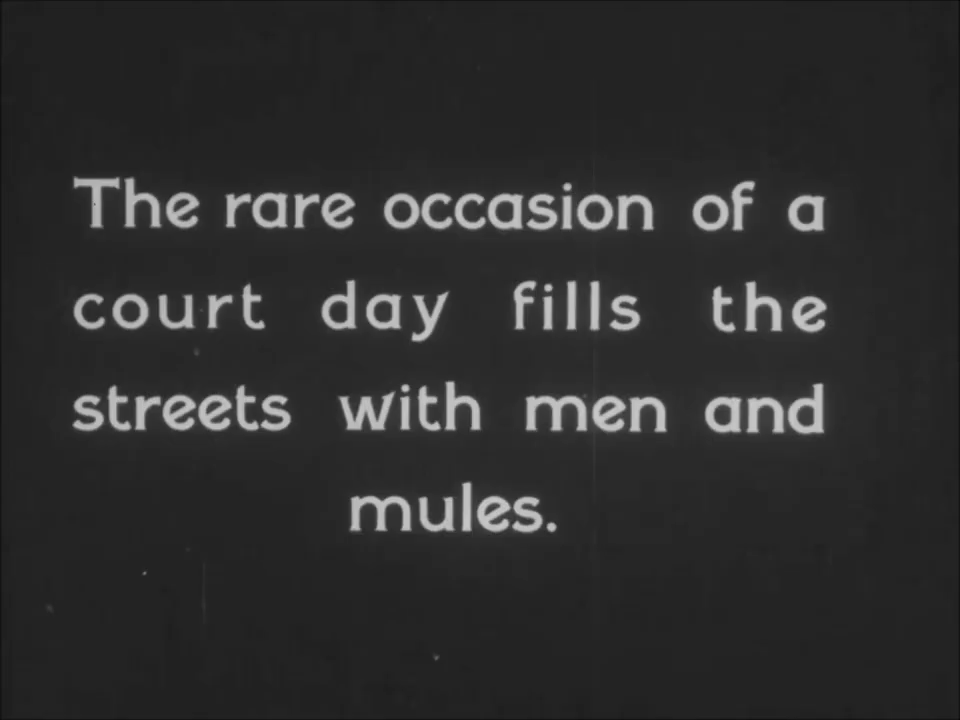 The rare occasion of a
court day fills the
streets with men and
mules.